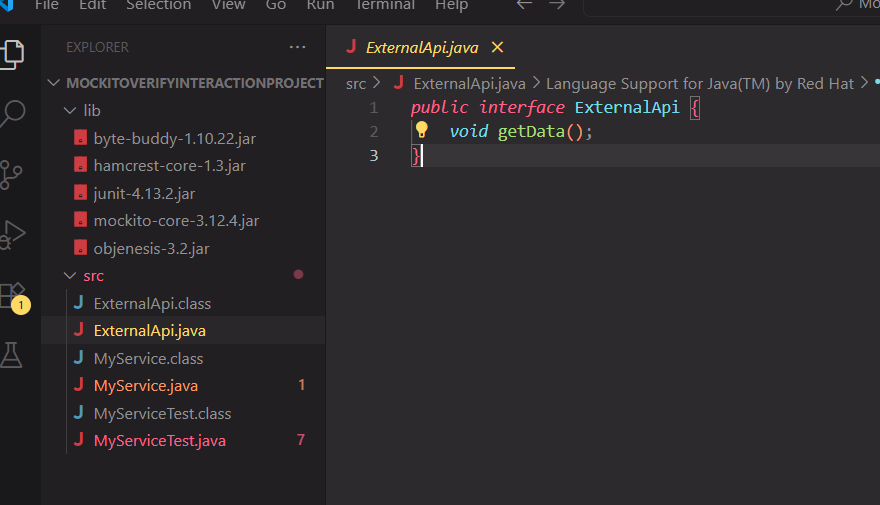 File Edit Selection View Go Run Terminal Help Mo
EXPLORER
ExternalApi.java
MOCKITOVERIFYINTERACTIONPROJECT
src > ExternalApi.java > Language Support for Java(TM) by Red Hat >
lib
byte-buddy-1.10.22.jar
hamcrest-core-1.3.jar
junit-4.13.2.jar
mockito-core-3.12.4.jar
objenesis-3.2.jar
src
J ExternalApi.class
J ExternalApi.java
J MyService.class
J MyService.java 1
J MyServiceTest.class
J MyServiceTest.java 7
1
1 public interface ExternalApi {
2 void getData();
3 }